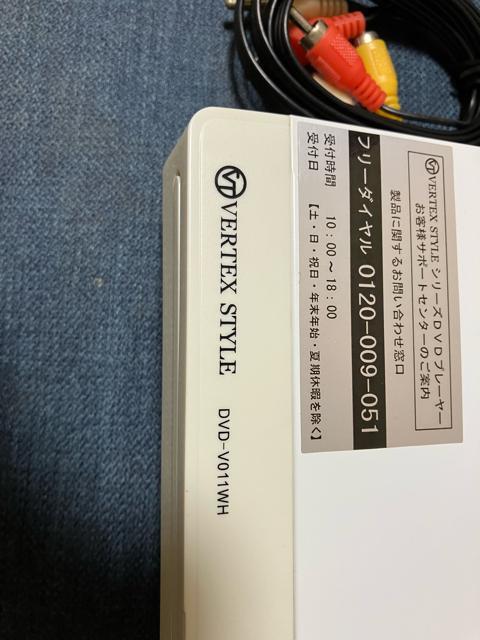 VERTEX STYLE シリーズDVDプレーヤー
お客様サポートセンターのご案内
製品に関するお問い合わせ窓口
フリーダイヤル 0120-009-051
受付時間 10：00～18：00
受付日 【土・日・祝日・年末年始・夏期休暇を除く】
VERTEX STYLE DVD-V011WH